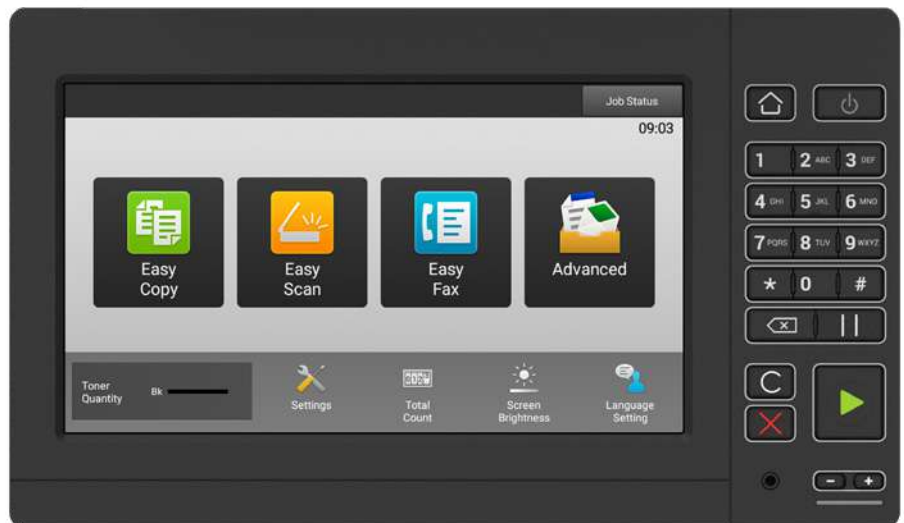 Job Status
09:03
Easy
Copy
Easy
Scan
Easy
Fax
Advanced
Toner
Quantity
Bk
Settings
Total
Count
Screen
Brightness
Language
Setting
1 2 ABC 3 DEF
4 GHI 5 JKL 6 MNO
7 PQRS 8 TUV 9 WXYZ
* 0 #
C
- +